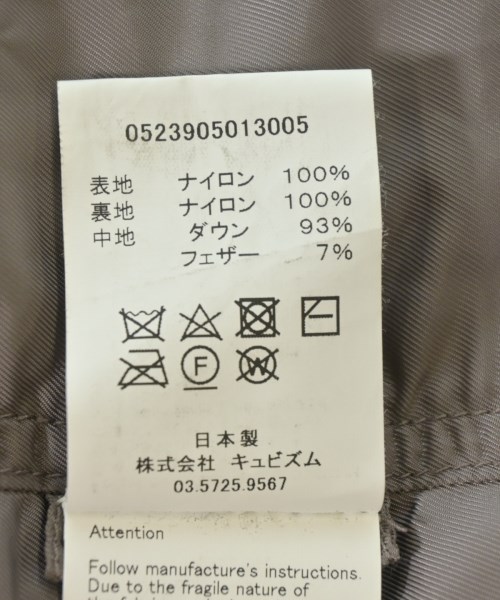 0523905013005
表地 ナイロン 100%
裏地 ナイロン 100%
中地 ダウン 93%
フェザー 7%
F W
日本製
株式会社 キュビズム
03.5725.9567
Attention
Follow manufacture's instructions.
Due to the fragile nature of